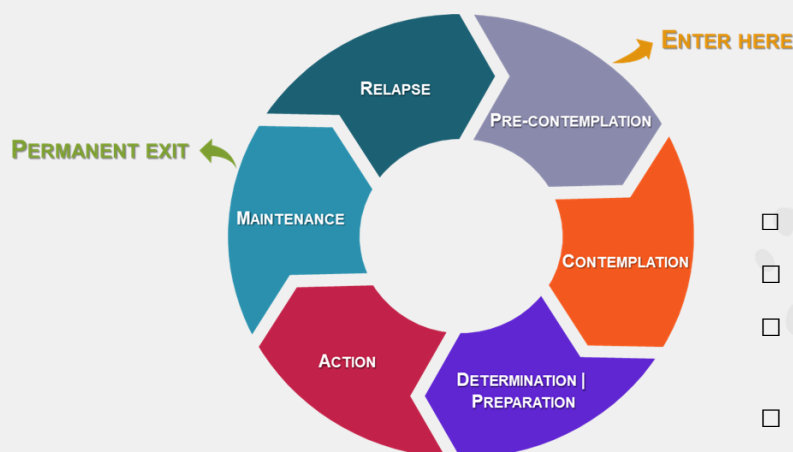 ENTER HERE
RELAPSE
PRE-CONTEMPLATION
PERMANENT EXIT
MAINTENANCE
CONTEMPLATION
ACTION
DETERMINATION |
PREPARATION